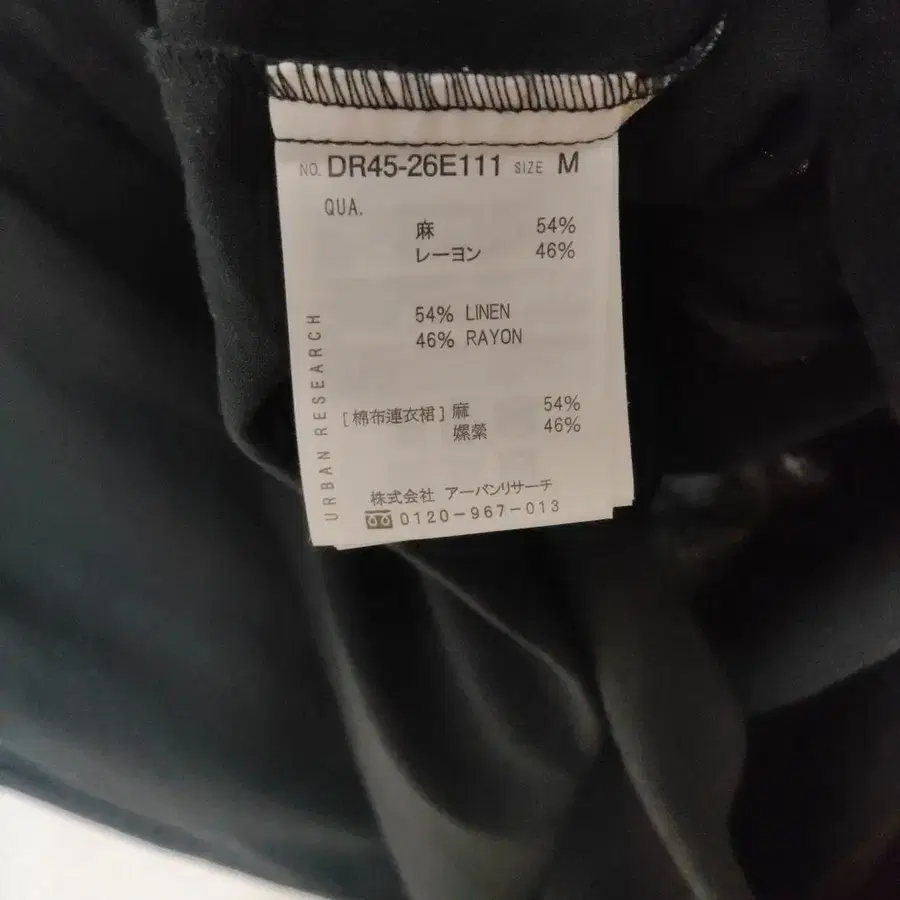 NO. DR45-26E111 SIZE M
QUA.
麻 54%
レーヨン 46%
54% LINEN
46% RAYON
[棉布連衣裙] 麻 54%
嫘縈 46%
URBAN RESEARCH
株式会社 アーバンリサーチ
0120-967-013